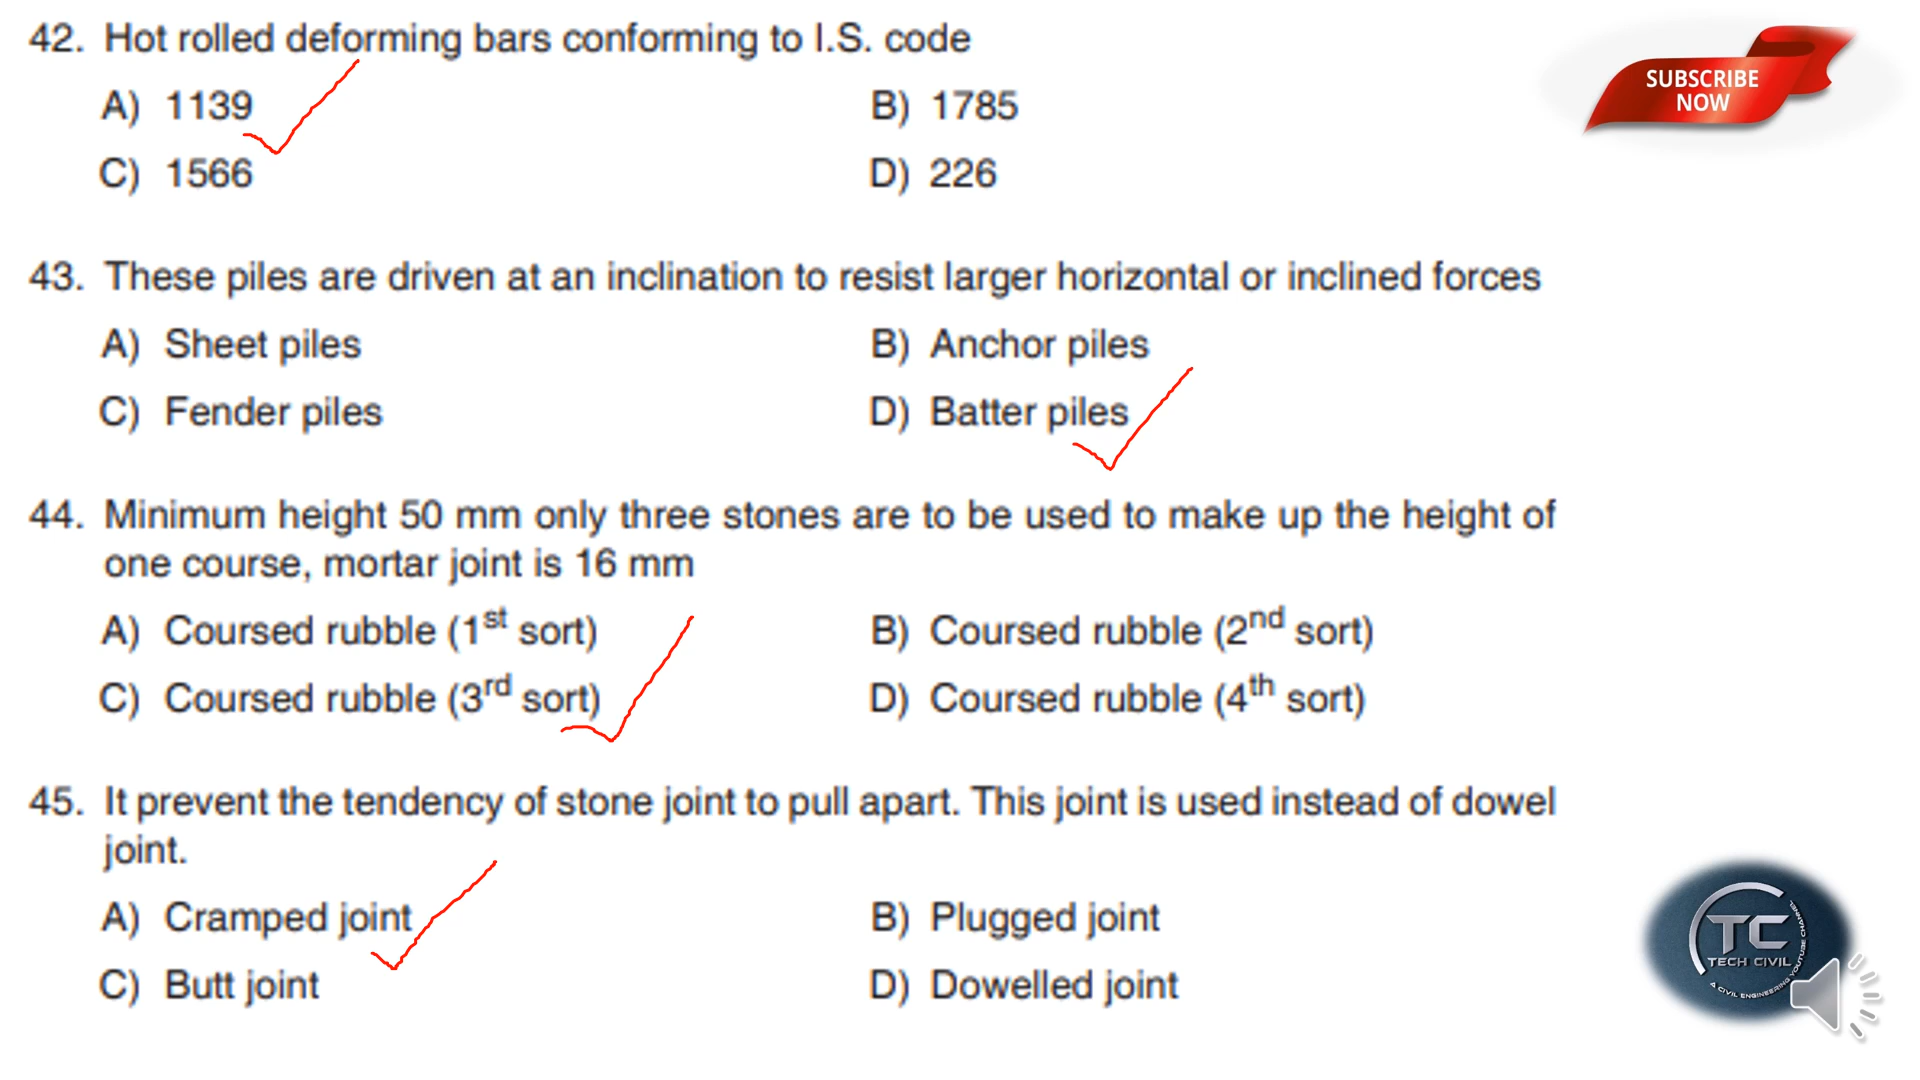 42. Hot rolled deforming bars conforming to I.S. code
A) 1139 B) 1785
C) 1566 D) 226
SUBSCRIBE
NOW
43. These piles are driven at an inclination to resist larger horizontal or inclined forces
A) Sheet piles B) Anchor piles
C) Fender piles D) Batter piles
44. Minimum height 50 mm only three stones are to be used to make up the height of
one course, mortar joint is 16 mm
A) Coursed rubble (1st sort) B) Coursed rubble (2nd sort)
C) Coursed rubble (3rd sort) D) Coursed rubble (4th sort)
45. It prevent the tendency of stone joint to pull apart. This joint is used instead of dowel
joint.
A) Cramped joint B) Plugged joint
C) Butt joint D) Dowelled joint
TC
TECH CIVIL
A CIVIL ENGINEERING YOUTUBE CHANNEL